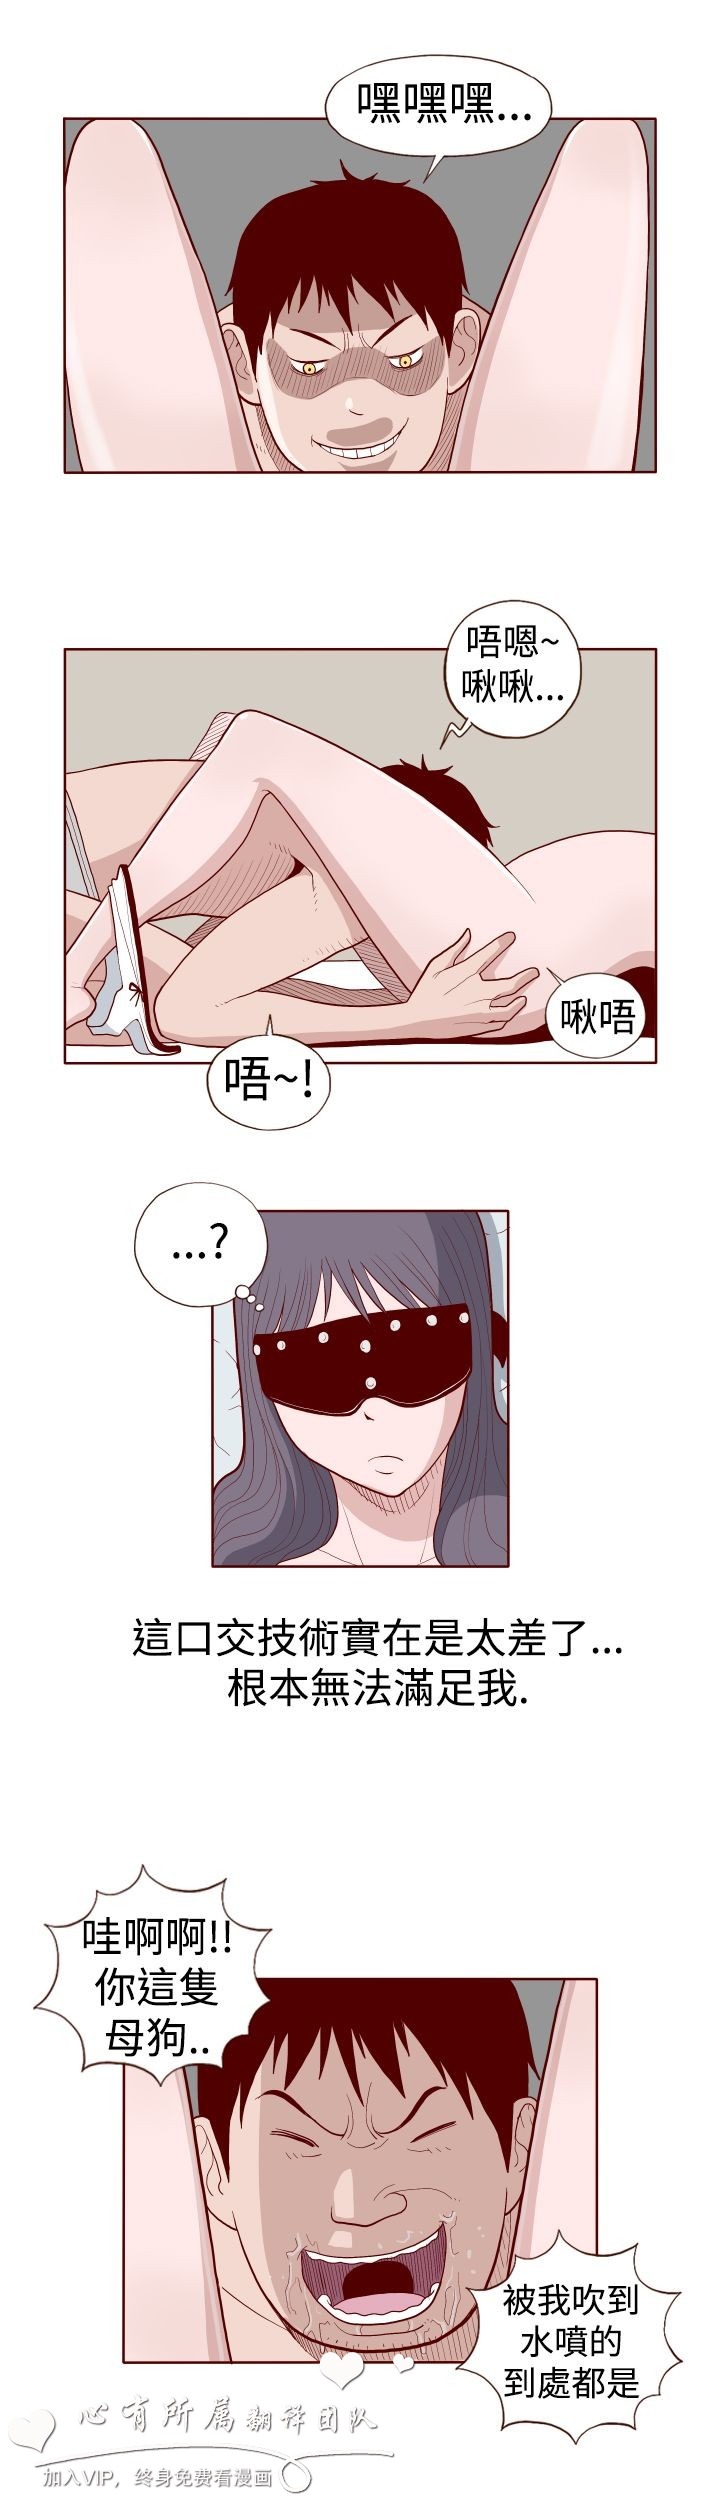 嘿嘿嘿...
唔嗯~
啾啾...
啾唔
唔~!
...?
這口交技術實在是太差了...
根本無法滿足我.
哇啊啊!!
你這隻
母狗..
被我吹到
水噴的
到處都是
心有所属翻译团队
加入VIP，终身免费看漫画